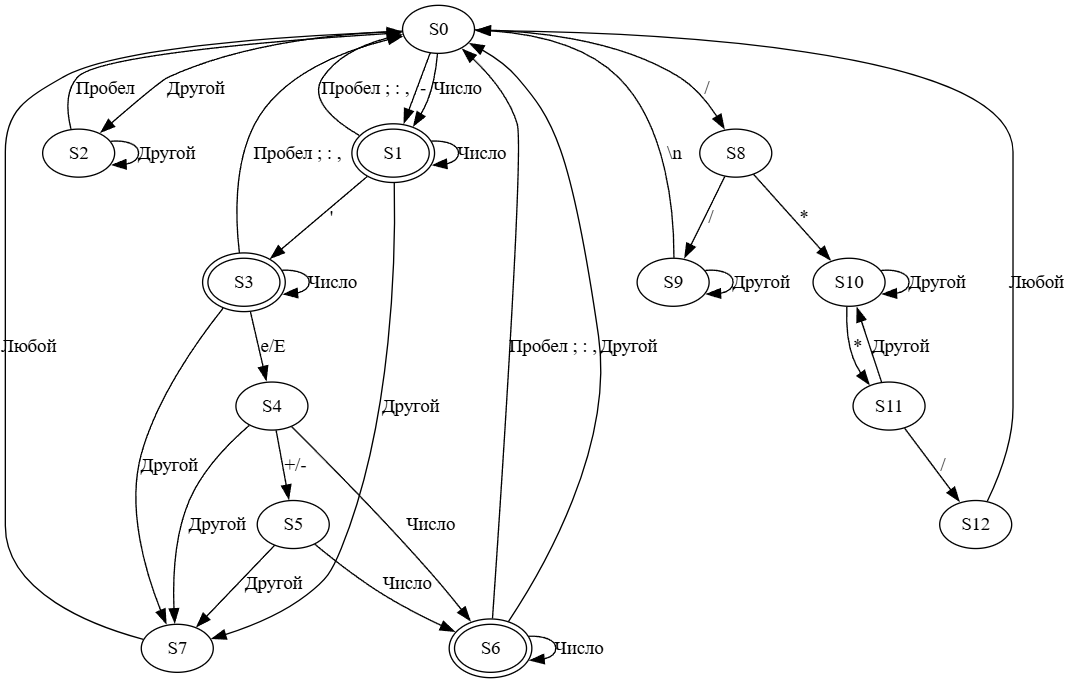 S0
Пробел
Другой
Пробел ; : ,
-
Число
/
S2
Другой
Пробел ; : ,
S1
Число
\n
S8
'
/
*
S3
Число
S9
Другой
S10
Другой
Любой
e/E
Пробел ; : ,
Другой
*
Другой
Любой
S4
Другой
S11
Другой
+/-
/
Другой
Число
S5
S12
Другой
Число
S7
S6
Число